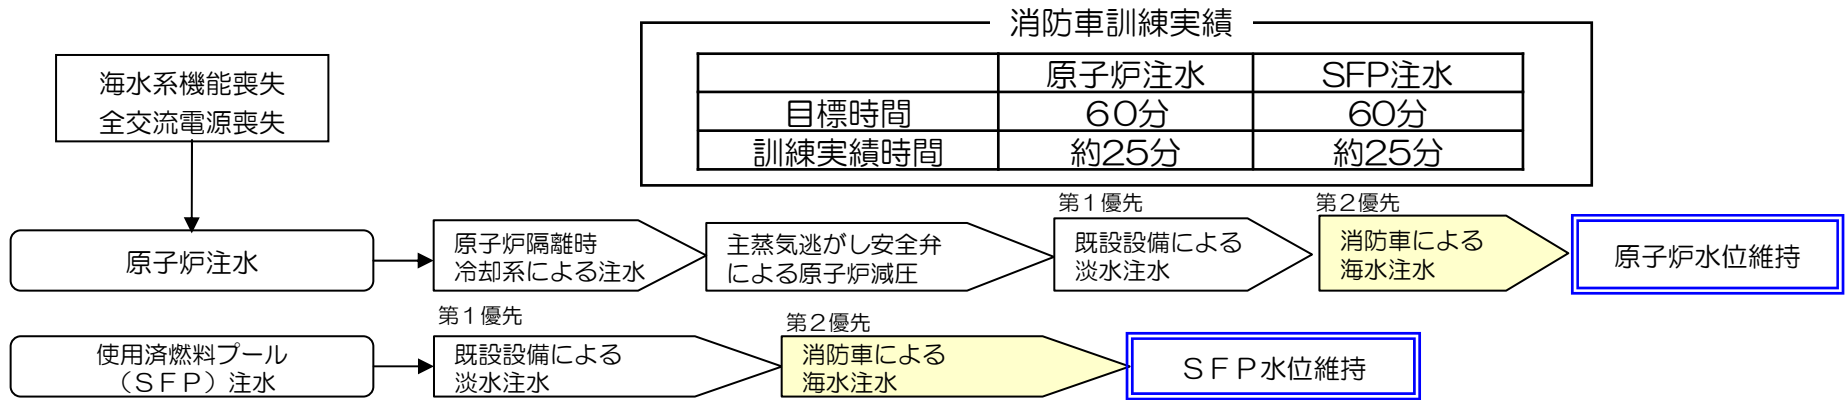 消防車訓練実績
原子炉注水 SFP注水
目標時間 60分 60分
訓練実績時間 約25分 約25分
海水系機能喪失
全交流電源喪失
原子炉注水
原子炉隔離時
冷却系による注水
主蒸気逃がし安全弁
による原子炉減圧
第1優先
既設設備による
淡水注水
第2優先
消防車による
海水注水
原子炉水位維持
使用済燃料プール
（ＳＦＰ）注水
第1優先
既設設備による
淡水注水
第2優先
消防車による
海水注水
ＳＦＰ水位維持